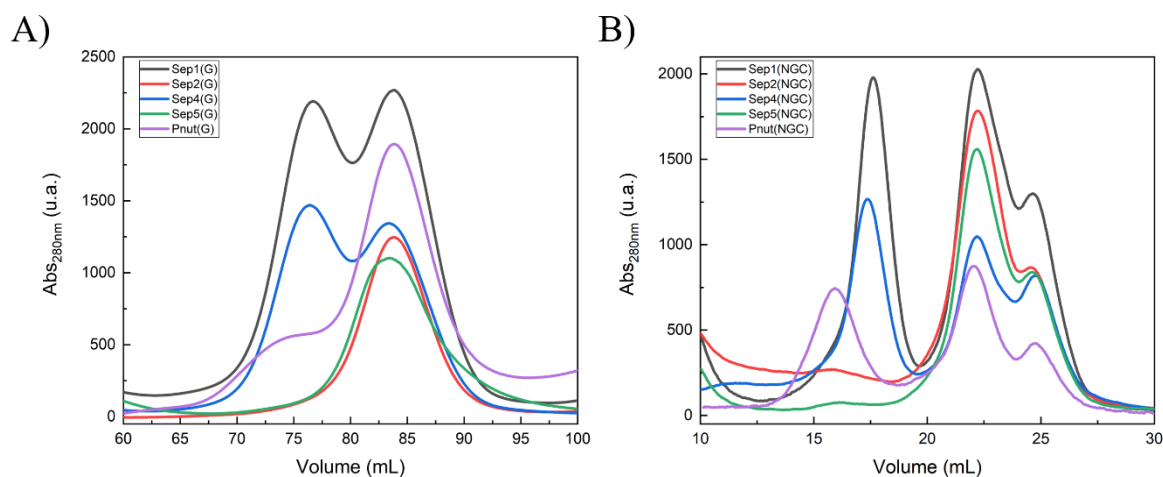 A)
2500
2000
1500
1000
500
0
Abs280nm (u.a.)
Sep1(G)
Sep2(G)
Sep4(G)
Sep5(G)
Pnut(G)
60 65 70 75 80 85 90 95 100
Volume (mL)
B)
2000
1500
1000
500
0
Abs280nm (u.a.)
Sep1(NGC)
Sep2(NGC)
Sep4(NGC)
Sep5(NGC)
Pnut(NGC)
10 15 20 25 30
Volume (mL)